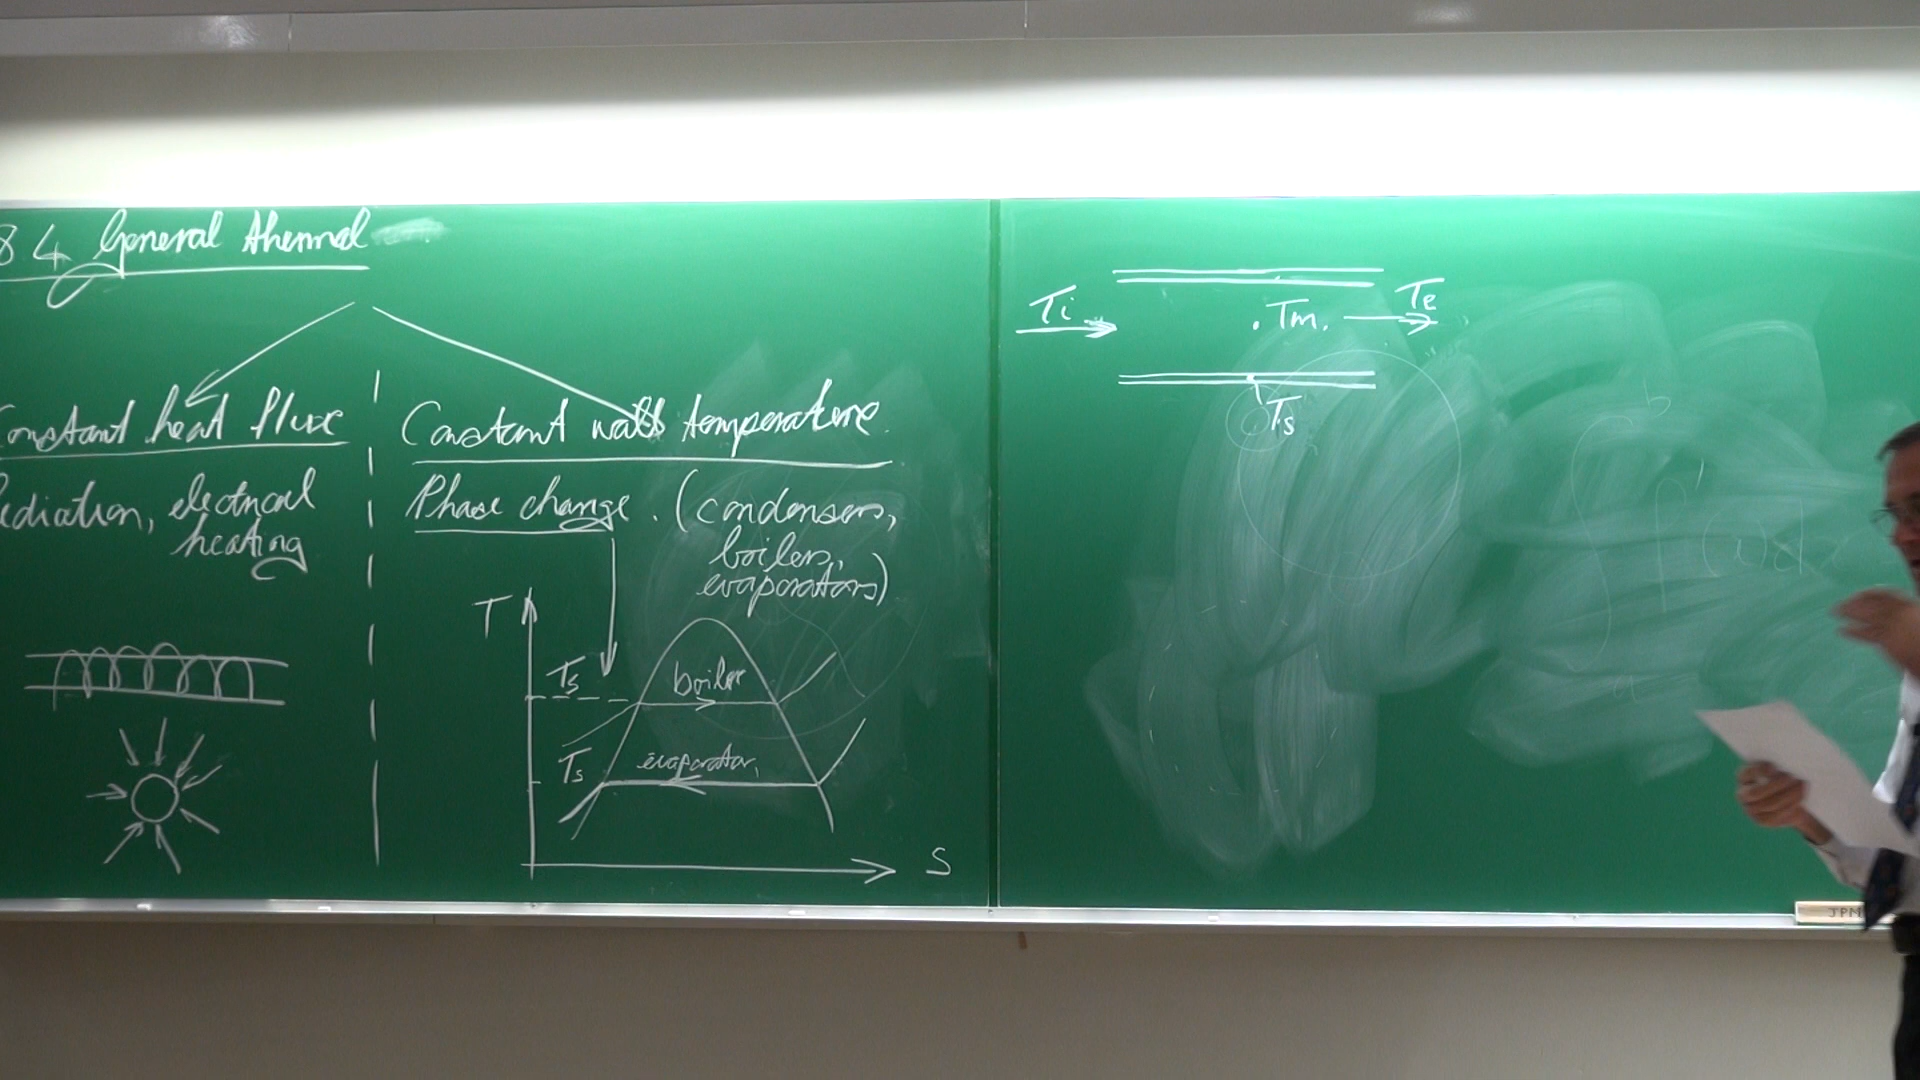 8 4 General thermal
Constant heat flux
Radiation, electrical
heating
Constant wall temperature.
Phase change. (condensers,
boilers,
evaporators)
T
Ts
boiler
Ts
evaporator,
S
Ti
. Tm.
Te
Ts
JPM